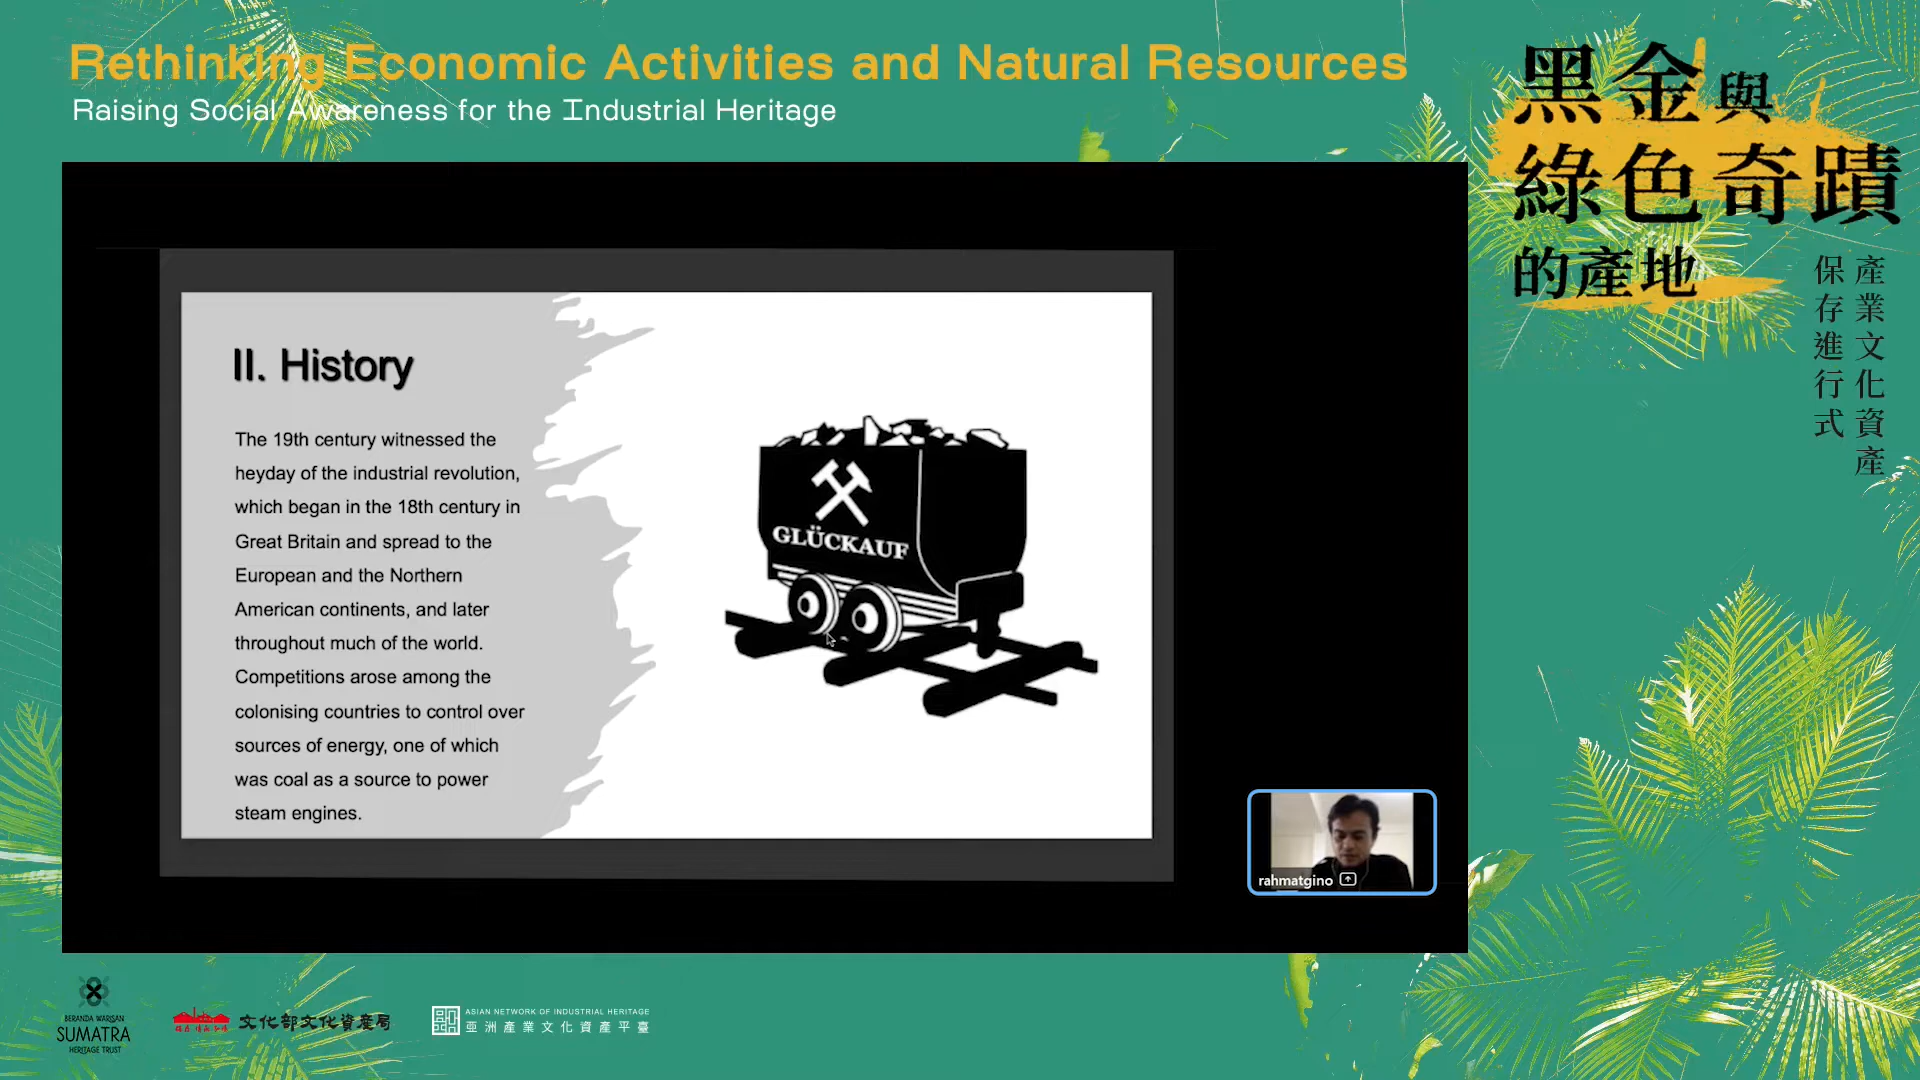 Rethinking Economic Activities and Natural Resources
Raising Social Awareness for the Industrial Heritage
黑金與
綠色奇蹟
的產地
產業文化資產
保存進行式
II. History
The 19th century witnessed the
heyday of the industrial revolution,
which began in the 18th century in
Great Britain and spread to the
European and the Northern
American continents, and later
throughout much of the world.
Competitions arose among the
colonising countries to control over
sources of energy, one of which
was coal as a source to power
steam engines.
GLÜCKAUF
rahmatgino
BERANDA WARISAN
SUMATRA
HERITAGE TRUST
文化部文化資產局
ASIAN NETWORK OF INDUSTRIAL HERITAGE
亞洲產業文化資產平臺